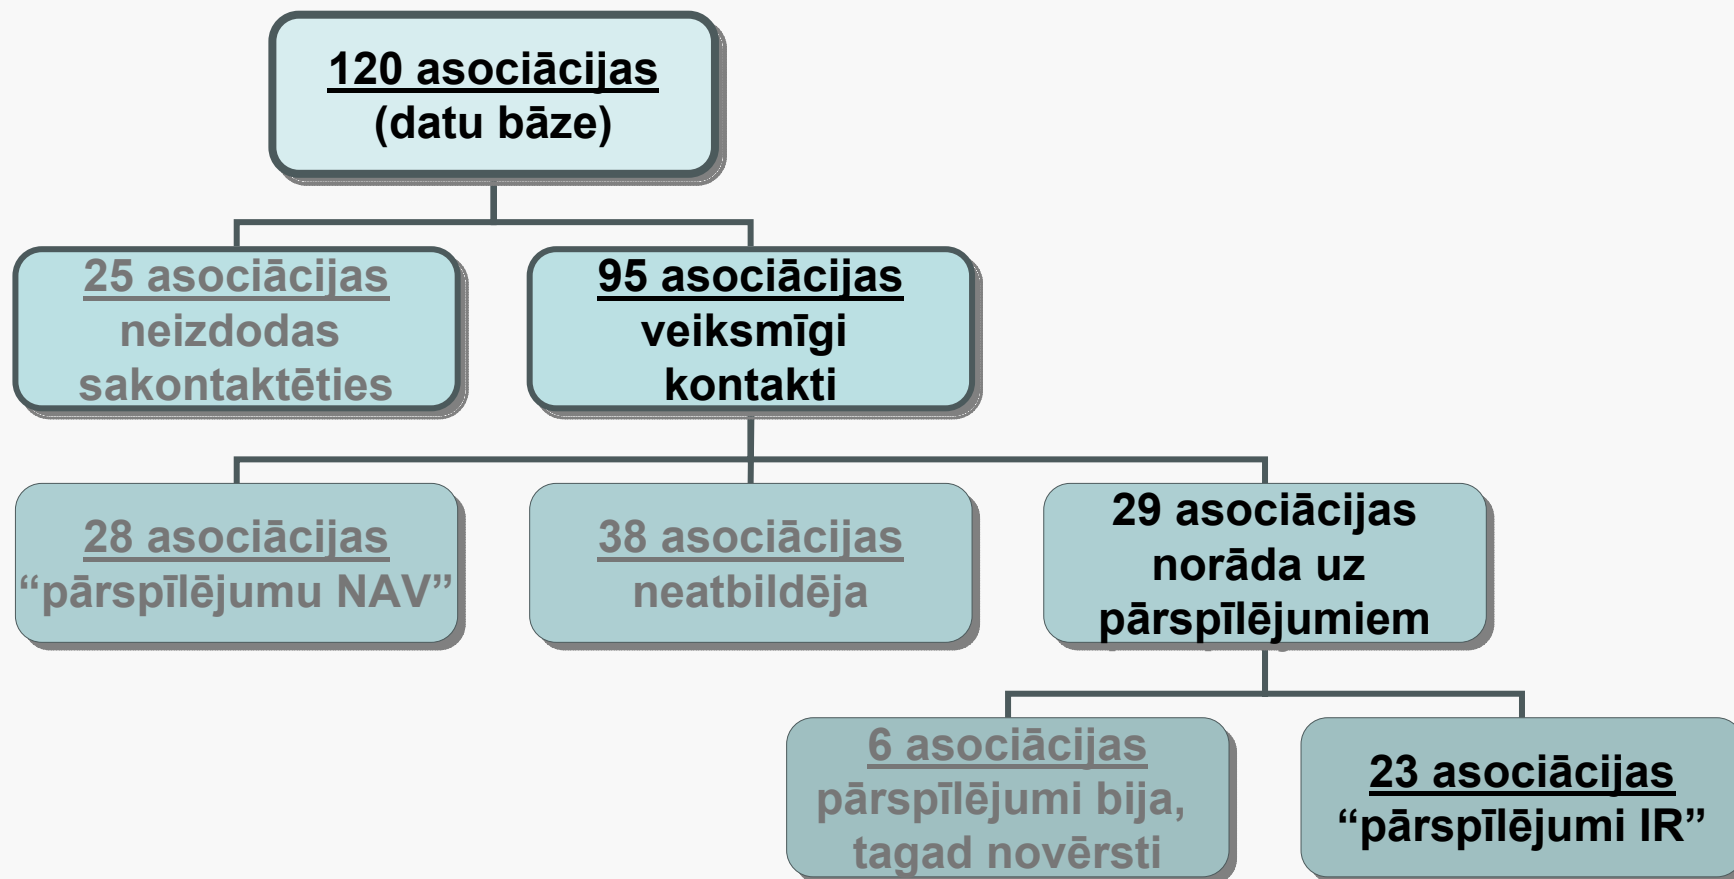 120 asociācijas
(datu bāze)
25 asociācijas
neizdodas
sakontaktēties
95 asociācijas
veiksmīgi
kontakti
28 asociācijas
“pārspīlējumu NAV”
38 asociācijas
neatbildēja
29 asociācijas
norāda uz
pārspīlējumiem
6 asociācijas
pārspīlējumi bija,
tagad novērsti
23 asociācijas
“pārspīlējumi IR”